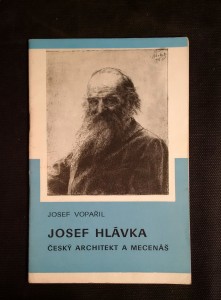 JOSEF VOPAŘIL
JOSEF HLÁVKA
ČESKÝ ARCHITEKT A MECENÁŠ